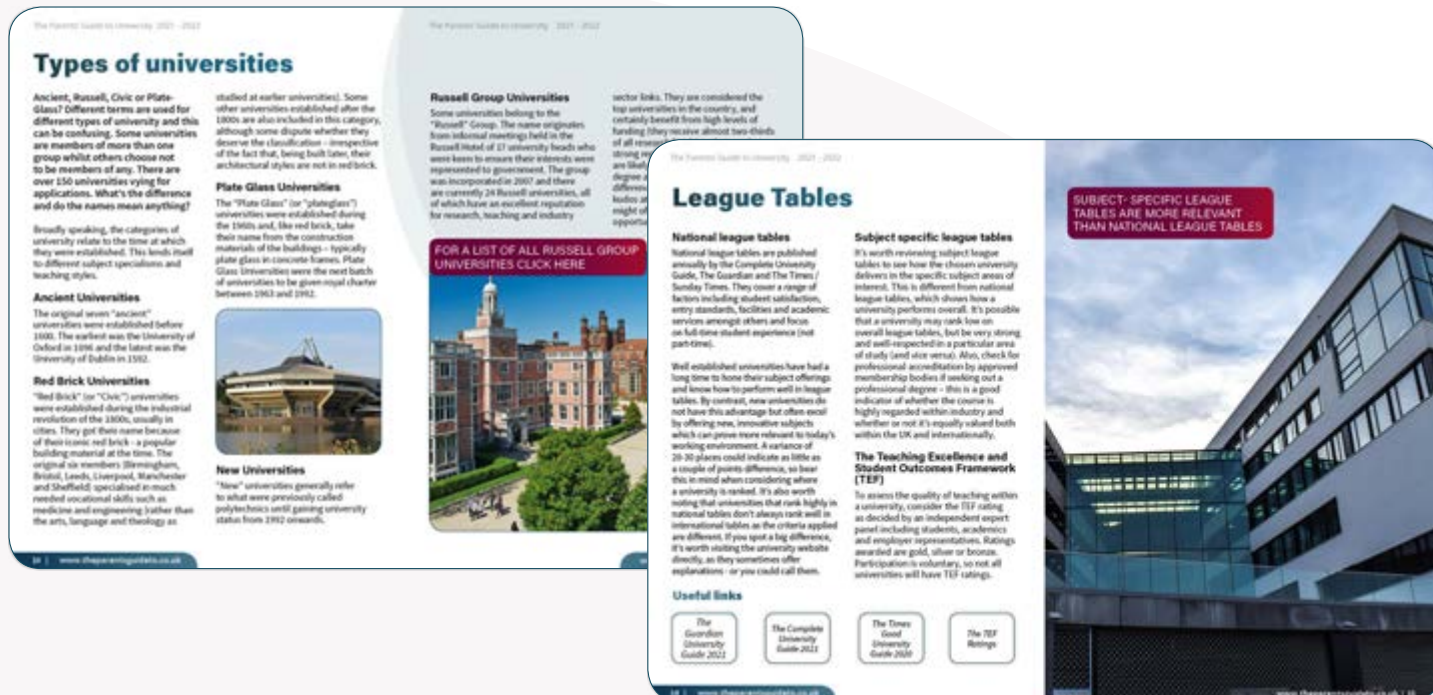 The Parents' Guide to University 2021 - 2022
Types of universities
Ancient, Russell, Civic or Plate-
Glass? Different terms are used for
different types of university and this
can be confusing. Some universities
are members of more than one
group whilst others choose not
to be members of any. There are
over 150 universities vying for
applications. What's the difference
and do the names mean anything?
Broadly speaking, the categories of
university relate to the time at which
they were established. This lends itself
to different subject specialisms and
teaching styles.
Ancient Universities
The original seven "ancient"
universities were established before
1600. The earliest was the University of
Oxford in 1096 and the latest was the
University of Dublin in 1592.
Red Brick Universities
"Red Brick" (or "Civic") universities
were established during the industrial
revolution of the 1800s, usually in
cities. They got their name because
of their iconic red brick - a popular
building material at the time. The
original six members (Birmingham,
Bristol, Leeds, Liverpool, Manchester
and Sheffield) specialised in much
needed vocational skills such as
medicine and engineering (rather than
the arts, language and theology as
studied at earlier universities). Some
other universities established after the
1800s are also included in this category,
although some dispute whether they
deserve the classification – irrespective
of the fact that, being built later, their
architectural styles are not in red brick.
Plate Glass Universities
The "Plate Glass" (or "plateglass")
universities were established during
the 1960s and, like red brick, take
their name from the construction
materials of the buildings – typically
plate glass in concrete frames. Plate
Glass Universities were the next batch
of universities to be given royal charter
between 1963 and 1992.
New Universities
"New" universities generally refer
to what were previously called
polytechnics until gaining university
status from 1992 onwards.
www.theparentsguideto.co.uk
The Parents' Guide to University 2021 - 2022
Russell Group Universities
Some universities belong to the
"Russell" Group. The name originates
from informal meetings held in the
Russell Hotel of 17 university heads who
were keen to ensure their interests were
represented to government. The group
was incorporated in 2007 and there
are currently 24 Russell universities, all
of which have an excellent reputation
for research, teaching and industry
sector links. They are considered the
top universities in the country, and
certainly benefit from high levels of
funding (they receive almost two-thirds
of all
strong
are
degree
kudos
might of
FOR A LIST OF ALL RUSSELL GROUP
UNIVERSITIES CLICK HERE
The Parents' Guide to University 2021 - 2022
League Tables
National league tables
National league tables are published
annually by the Complete University
Guide, The Guardian and The Times /
Sunday Times. They cover a range of
factors including student satisfaction,
entry standards, facilities and academic
services amongst others and focus
on full-time student experience (not
part-time).
Well established universities have had a
long time to hone their subject offerings
and know how to perform well in league
tables. By contrast, new universities do
not have this advantage but often excel
by offering new, innovative subjects
which can prove more relevant to today's
working environment. A variance of
20-30 places could indicate as little as
a couple of points difference, so bear
this in mind when considering where
a university is ranked. It's also worth
noting that universities that rank highly in
national tables don't always rank well in
international tables as the criteria applied
are different. If you spot a big difference,
it's worth visiting the university website
directly, as they sometimes offer
explanations - or you could call them.
Subject specific league tables
It's worth reviewing subject league
tables to see how the chosen university
delivers in the specific subject areas of
interest. This is different from national
league tables, which shows how a
university performs overall. It's possible
that a university may rank low on
overall league tables, but be very strong
and well-respected in a particular area
of study (and vice versa). Also, check for
professional accreditation by approved
membership bodies if seeking out a
professional degree – this is a good
indicator of whether the course is
highly regarded within industry and
whether or not it's equally valued both
within the UK and internationally.
The Teaching Excellence and
Student Outcomes Framework
(TEF)
To assess the quality of teaching within
a university, consider the TEF rating
as decided by an independent expert
panel including students, academics
and employer representatives. Ratings
awarded are gold, silver or bronze.
Participation is voluntary, so not all
universities will have TEF ratings.
Useful links
The
Guardian
University
Guide 2021
The Complete
University
Guide 2021
The Times
Good
University
Guide 2020
The TEF
Ratings
www.theparentsguideto.co.uk
SUBJECT- SPECIFIC LEAGUE
TABLES ARE MORE RELEVANT
THAN NATIONAL LEAGUE TABLES
www.theparentsguideto.co.uk